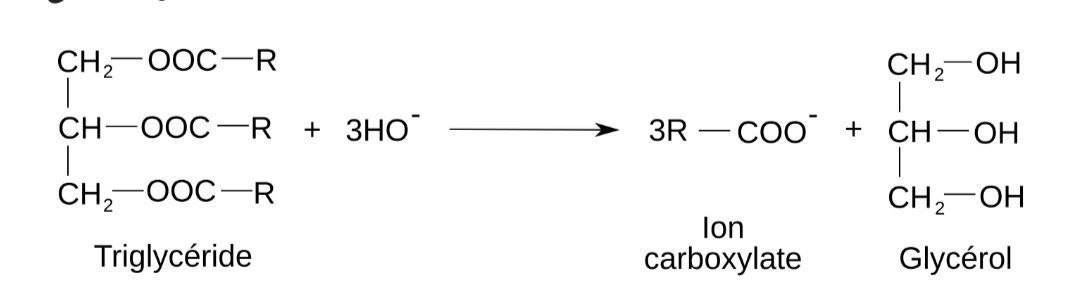 CH₂—OOC—R
CH—OOC—R + 3HO⁻ → 3R—COO⁻ + CH—OH
CH₂—OOC—R
CH₂—OH
CH₂—OH
Triglycéride
Ion
carboxylate
Glycérol